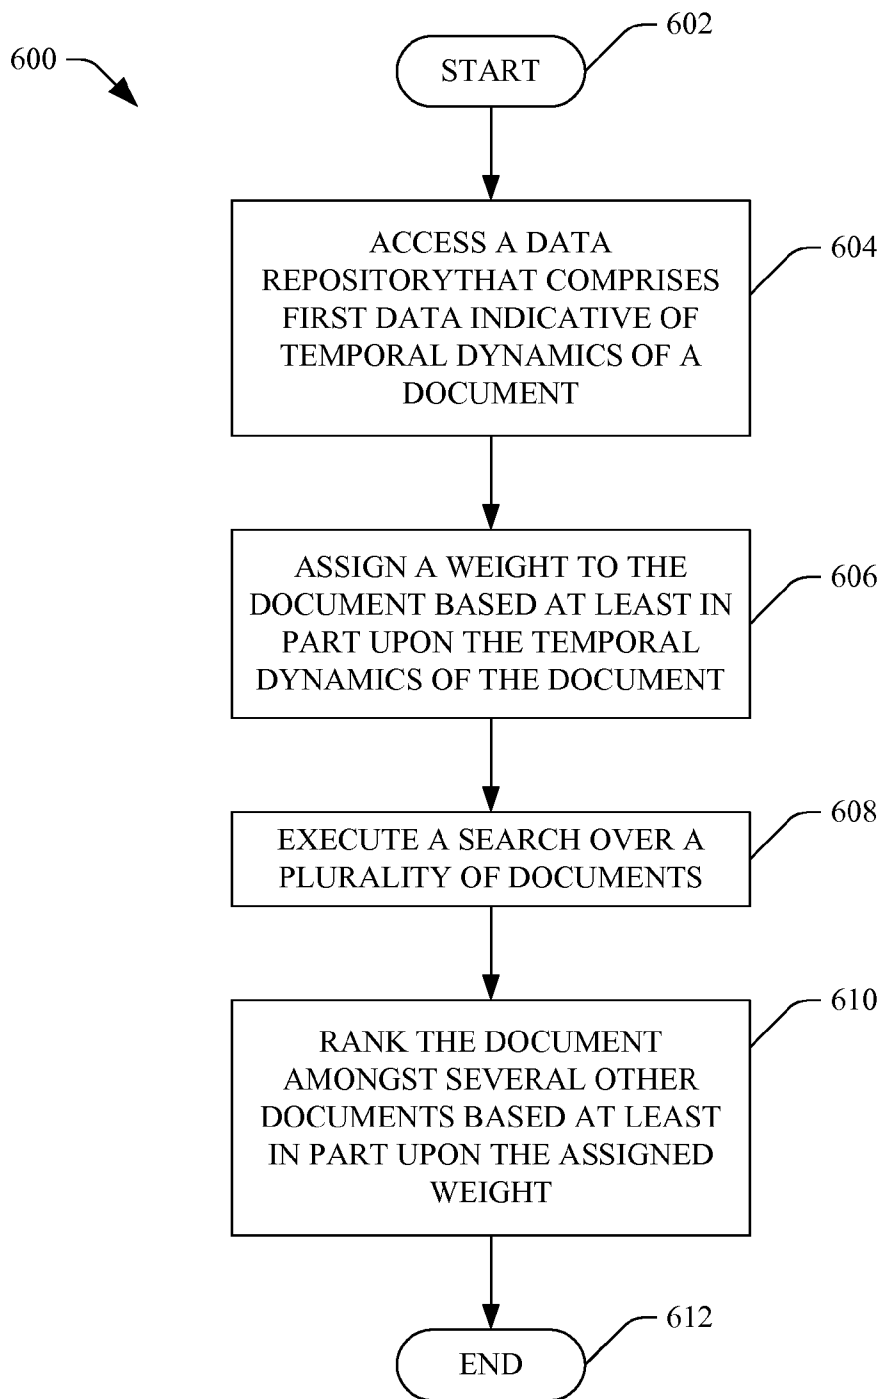 602
600
START
ACCESS A DATA
REPOSITORYTHAT COMPRISES
FIRST DATA INDICATIVE OF
TEMPORAL DYNAMICS OF A
DOCUMENT
604
ASSIGN A WEIGHT TO THE
DOCUMENT BASED AT LEAST IN
PART UPON THE TEMPORAL
DYNAMICS OF THE DOCUMENT
606
EXECUTE A SEARCH OVER A
PLURALITY OF DOCUMENTS
608
RANK THE DOCUMENT
AMONGST SEVERAL OTHER
DOCUMENTS BASED AT LEAST
IN PART UPON THE ASSIGNED
WEIGHT
610
END
612